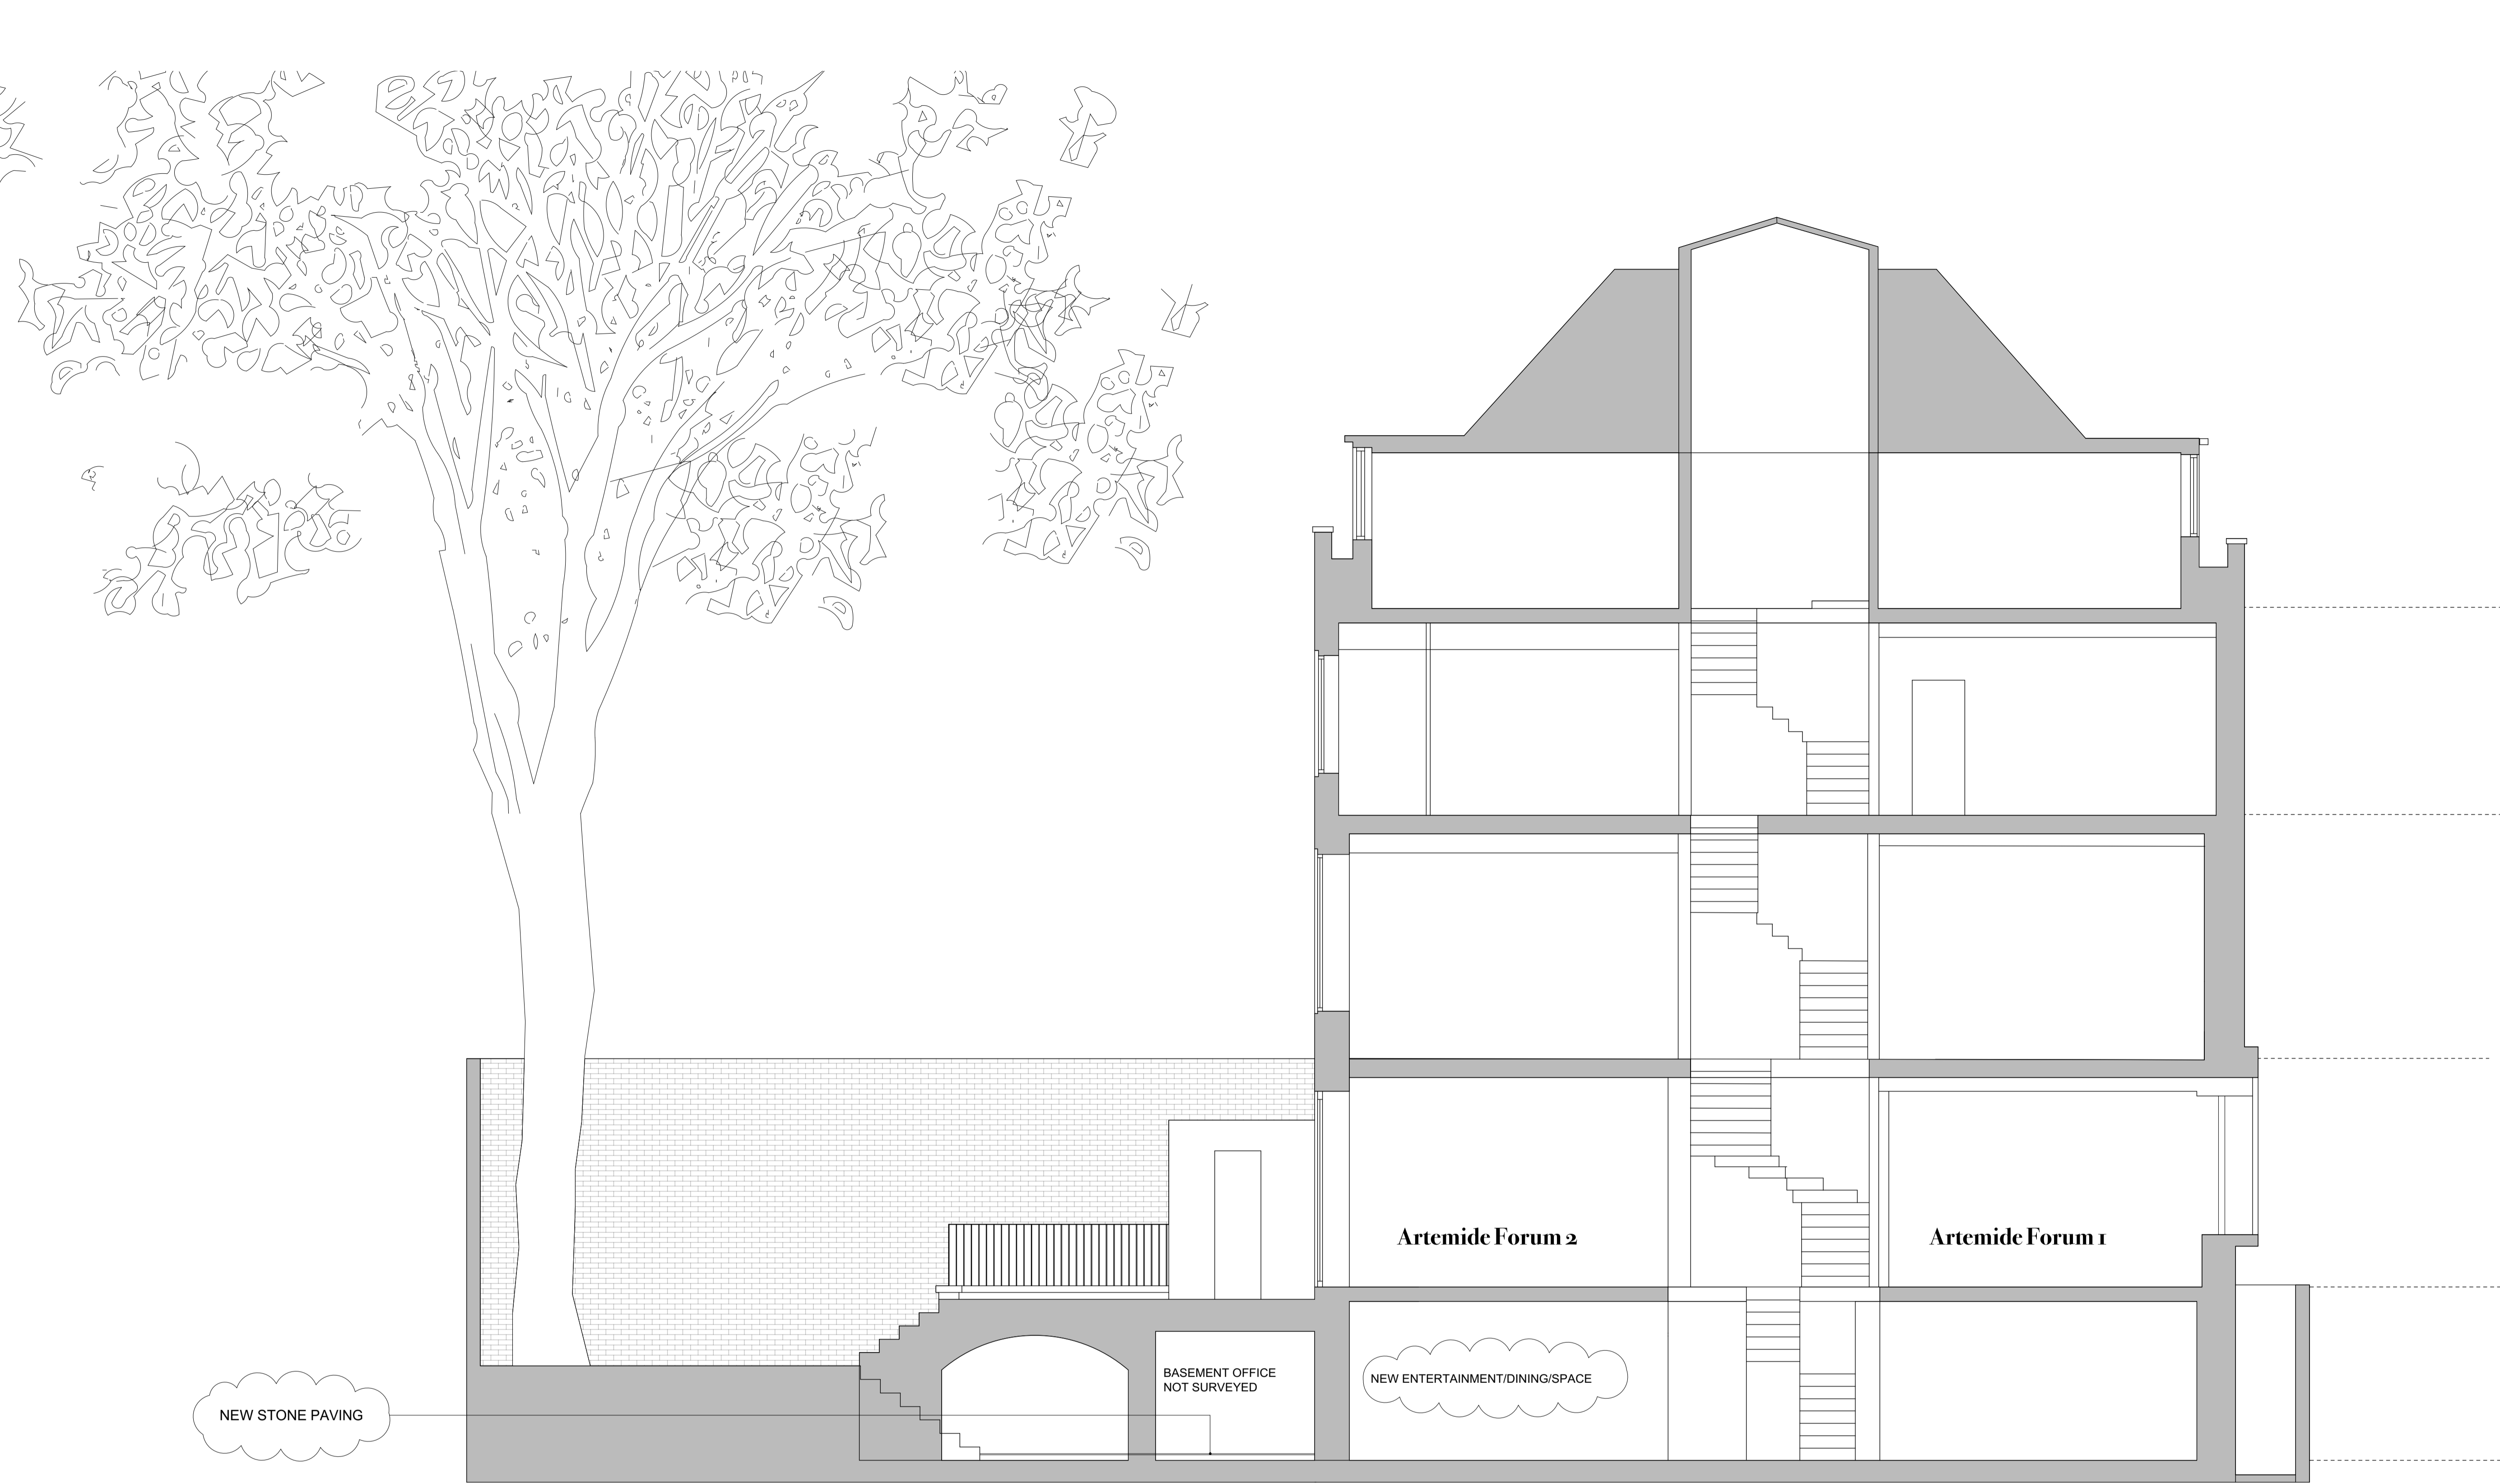 Artemide Forum 2
Artemide Forum 1
BASEMENT OFFICE
NOT SURVEYED
NEW ENTERTAINMENT/DINING/SPACE
NEW STONE PAVING